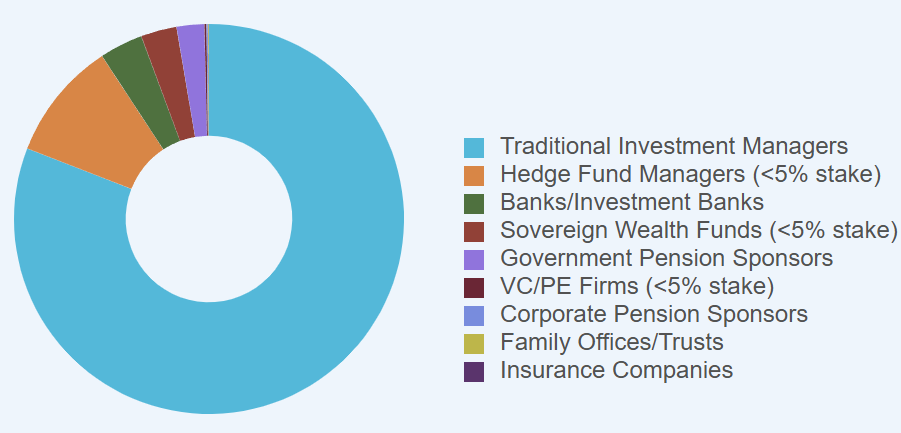 Traditional Investment Managers
Hedge Fund Managers (<5% stake)
Banks/Investment Banks
Sovereign Wealth Funds (<5% stake)
Government Pension Sponsors
VC/PE Firms (<5% stake)
Corporate Pension Sponsors
Family Offices/Trusts
Insurance Companies